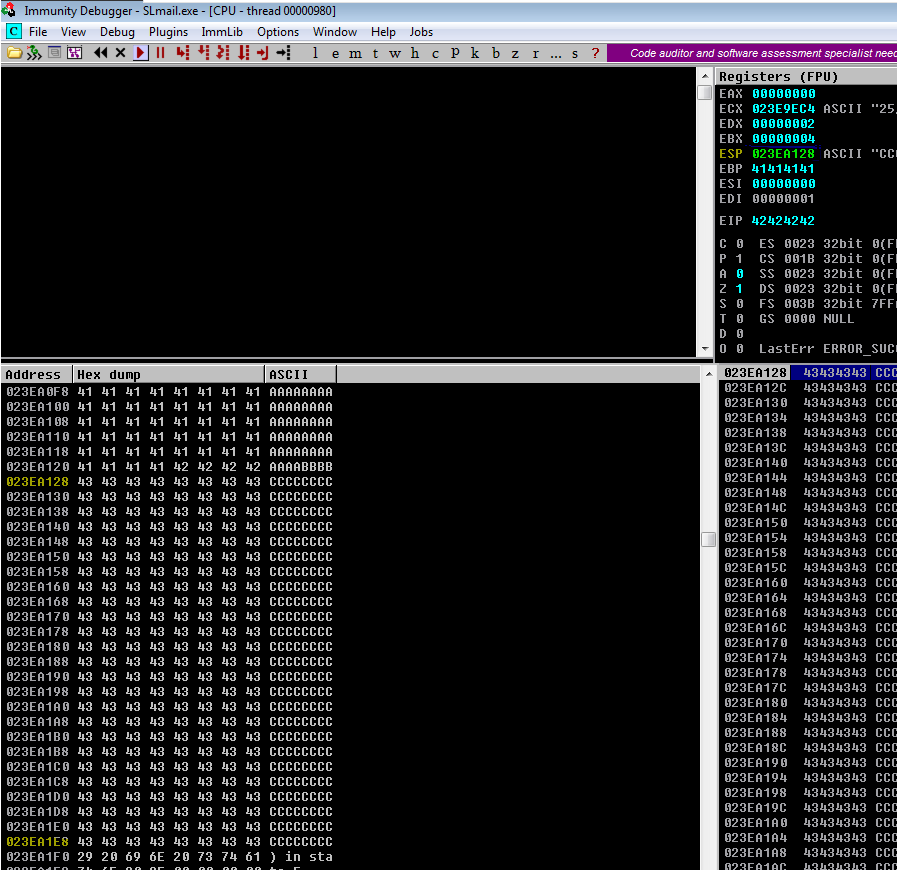 Immunity Debugger - SLmail.exe - [CPU - thread 00000980]
C File View Debug Plugins ImmLib Options Window Help Jobs
l e m t w h c p k b z r ... s ? Code auditor and software assessment specialist need
Registers (FPU)
EAX 00000000
ECX 023E9EC4 ASCII "25,
EDX 00000002
EBX 00000004
ESP 023EA128 ASCII "CCC
EBP 41414141
ESI 00000000
EDI 00000001
EIP 42424242
C 0 ES 0023 32bit 0(FF
P 1 CS 001B 32bit 0(FF
A 0 SS 0023 32bit 0(FF
Z 1 DS 0023 32bit 0(FF
S 0 FS 003B 32bit 7FF
T 0 GS 0000 NULL
D 0
O 0 LastErr ERROR_SUCC
Address Hex dump ASCII
023EA0F8 41 41 41 41 41 41 41 41 AAAAAAAA
023EA100 41 41 41 41 41 41 41 41 AAAAAAAA
023EA108 41 41 41 41 41 41 41 41 AAAAAAAA
023EA110 41 41 41 41 41 41 41 41 AAAAAAAA
023EA118 41 41 41 41 41 41 41 41 AAAAAAAA
023EA120 41 41 41 41 42 42 42 42 AAAABBBB
023EA128 43 43 43 43 43 43 43 43 CCCCCCCC
023EA130 43 43 43 43 43 43 43 43 CCCCCCCC
023EA138 43 43 43 43 43 43 43 43 CCCCCCCC
023EA140 43 43 43 43 43 43 43 43 CCCCCCCC
023EA148 43 43 43 43 43 43 43 43 CCCCCCCC
023EA150 43 43 43 43 43 43 43 43 CCCCCCCC
023EA158 43 43 43 43 43 43 43 43 CCCCCCCC
023EA160 43 43 43 43 43 43 43 43 CCCCCCCC
023EA168 43 43 43 43 43 43 43 43 CCCCCCCC
023EA170 43 43 43 43 43 43 43 43 CCCCCCCC
023EA178 43 43 43 43 43 43 43 43 CCCCCCCC
023EA180 43 43 43 43 43 43 43 43 CCCCCCCC
023EA188 43 43 43 43 43 43 43 43 CCCCCCCC
023EA190 43 43 43 43 43 43 43 43 CCCCCCCC
023EA198 43 43 43 43 43 43 43 43 CCCCCCCC
023EA1A0 43 43 43 43 43 43 43 43 CCCCCCCC
023EA1A8 43 43 43 43 43 43 43 43 CCCCCCCC
023EA1B0 43 43 43 43 43 43 43 43 CCCCCCCC
023EA1B8 43 43 43 43 43 43 43 43 CCCCCCCC
023EA1C0 43 43 43 43 43 43 43 43 CCCCCCCC
023EA1C8 43 43 43 43 43 43 43 43 CCCCCCCC
023EA1D0 43 43 43 43 43 43 43 43 CCCCCCCC
023EA1D8 43 43 43 43 43 43 43 43 CCCCCCCC
023EA1E0 43 43 43 43 43 43 43 43 CCCCCCCC
023EA1E8 43 43 43 43 43 43 43 43 CCCCCCCC
023EA1F0 29 20 69 6E 20 73 74 61 ) in sta
023EA128 43434343 CCC
023EA12C 43434343 CCC
023EA130 43434343 CCC
023EA134 43434343 CCC
023EA138 43434343 CCC
023EA13C 43434343 CCC
023EA140 43434343 CCC
023EA144 43434343 CCC
023EA148 43434343 CCC
023EA14C 43434343 CCC
023EA150 43434343 CCC
023EA154 43434343 CCC
023EA158 43434343 CCC
023EA15C 43434343 CCC
023EA160 43434343 CCC
023EA164 43434343 CCC
023EA168 43434343 CCC
023EA16C 43434343 CCC
023EA170 43434343 CCC
023EA174 43434343 CCC
023EA178 43434343 CCC
023EA17C 43434343 CCC
023EA180 43434343 CCC
023EA184 43434343 CCC
023EA188 43434343 CCC
023EA18C 43434343 CCC
023EA190 43434343 CCC
023EA194 43434343 CCC
023EA198 43434343 CCC
023EA19C 43434343 CCC
023EA1A0 43434343 CCC
023EA1A4 43434343 CCC
023EA1A8 43434343 CCC
023EA1AC 43434343 CCC